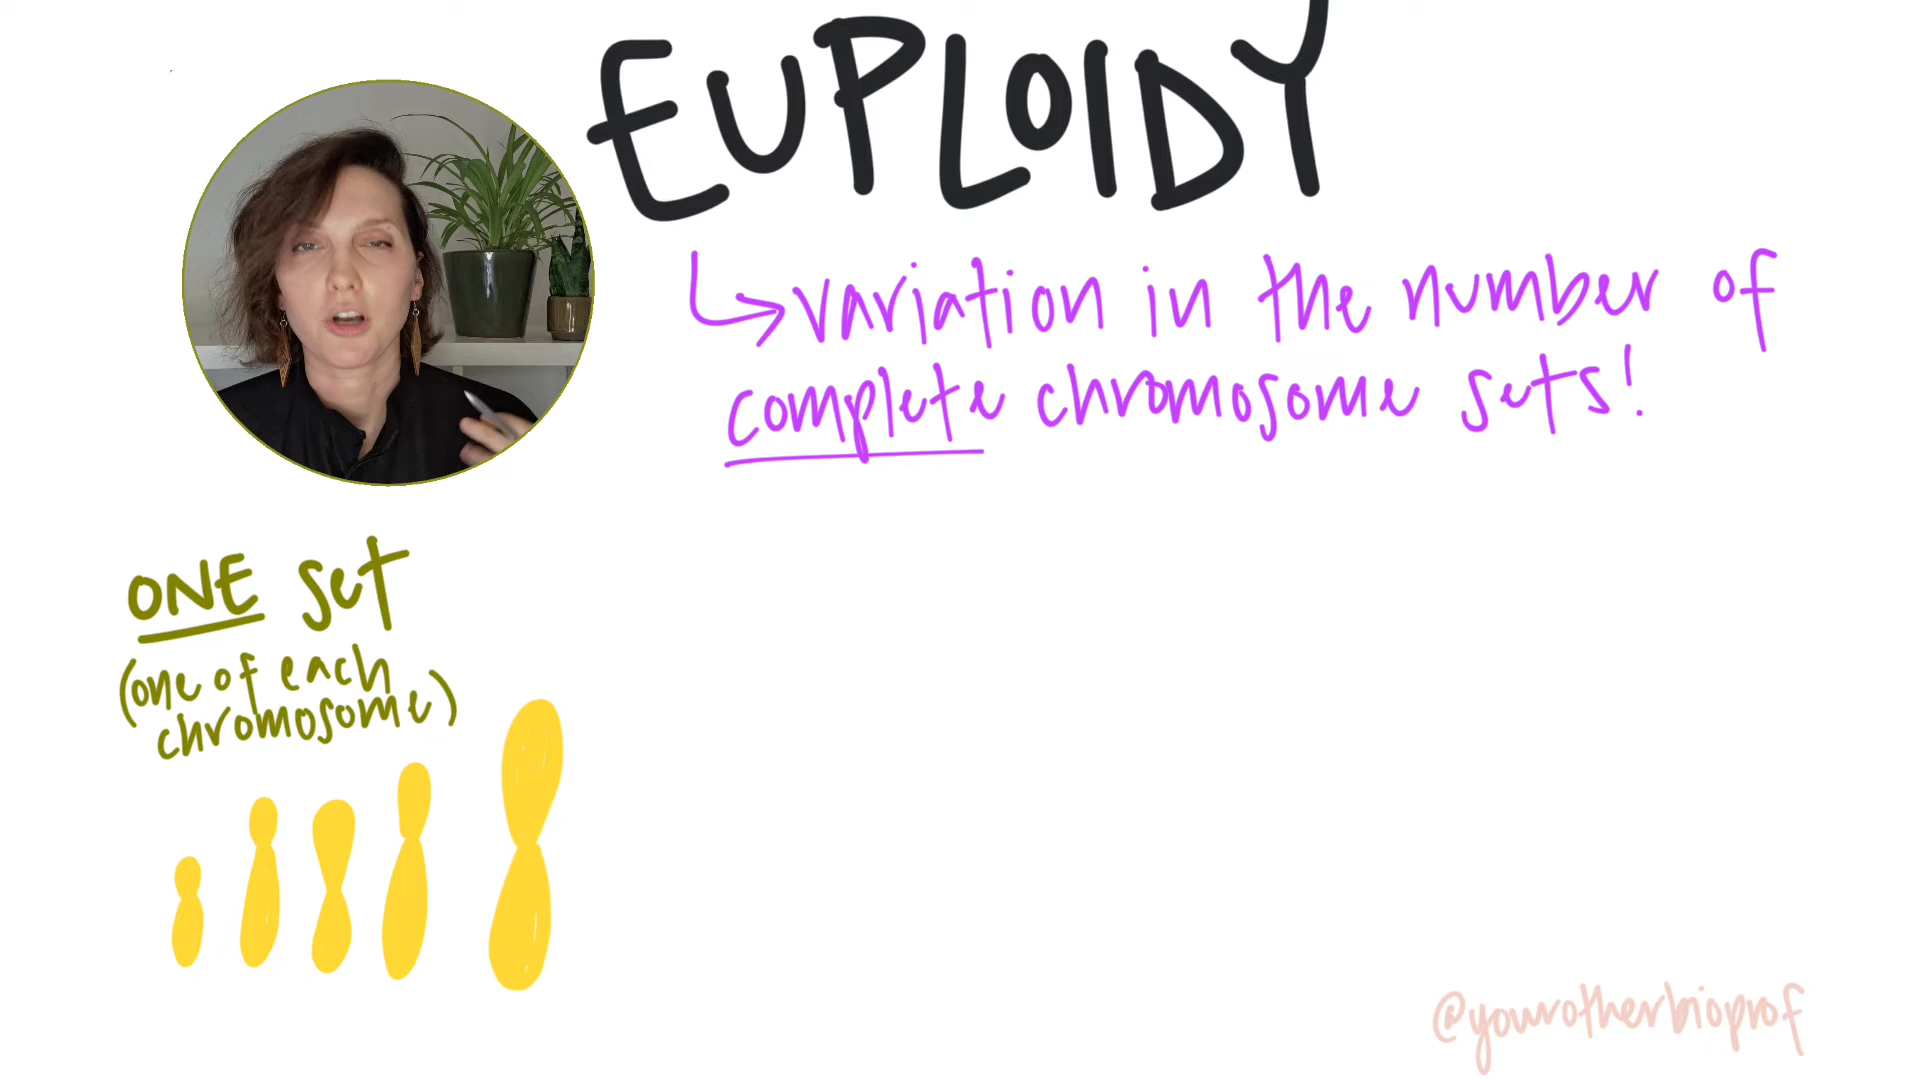 EUPLOIDY
variation in the number of
complete chromosome sets!
ONE set
(one of each
chromosome)
@yourotherbioprof